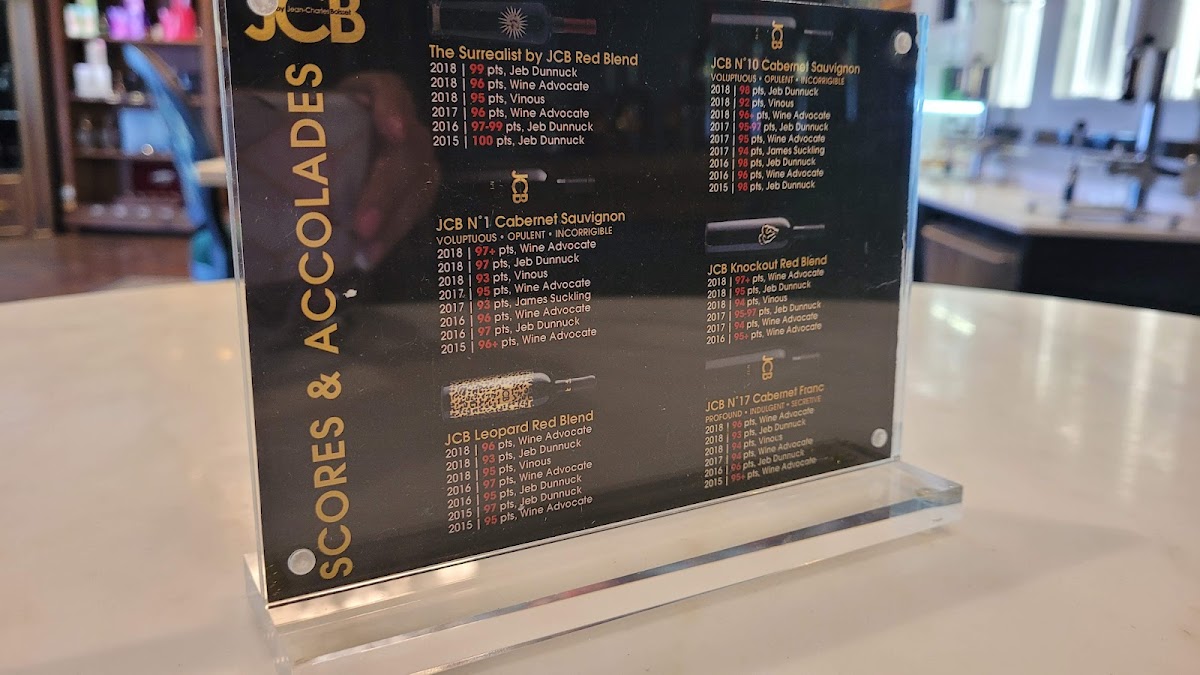 JCB
by Jean-Charles Boisset
SCORES & ACCOLADES
The Surrealist by JCB Red Blend
2018 | 99 pts, Jeb Dunnuck
2018 | 96 pts, Wine Advocate
2018 | 95 pts, Vinous
2017 | 96 pts, Wine Advocate
2016 | 97-99 pts, Jeb Dunnuck
2015 | 100 pts, Jeb Dunnuck
JCB
JCB N°1 Cabernet Sauvignon
VOLUPTUOUS • OPULENT • INCORRIGIBLE
2018 | 97+ pts, Wine Advocate
2018 | 97 pts, Jeb Dunnuck
2018 | 93 pts, Vinous
2017 | 95 pts, Wine Advocate
2017 | 93 pts, James Suckling
2016 | 96 pts, Wine Advocate
2016 | 97 pts, Jeb Dunnuck
2015 | 96+ pts, Wine Advocate
JCB Leopard Red Blend
2018 | 96 pts, Wine Advocate
2018 | 93 pts, Jeb Dunnuck
2018 | 95 pts, Vinous
2016 | 97 pts, Wine Advocate
2016 | 95 pts, Jeb Dunnuck
2015 | 97 pts, Jeb Dunnuck
2015 | 95 pts, Wine Advocate
JCB
JCB N°10 Cabernet Sauvignon
VOLUPTUOUS • OPULENT • INCORRIGIBLE
2018 | 98 pts, Jeb Dunnuck
2018 | 92 pts, Vinous
2018 | 96+ pts, Wine Advocate
2017 | 95-97 pts, Jeb Dunnuck
2017 | 95 pts, Wine Advocate
2017 | 94 pts, James Suckling
2016 | 98 pts, Jeb Dunnuck
2016 | 96 pts, Wine Advocate
2015 | 98 pts, Jeb Dunnuck
JCB Knockout Red Blend
2018 | 97+ pts, Wine Advocate
2018 | 95 pts, Jeb Dunnuck
2018 | 94 pts, Vinous
2017 | 95-97 pts, Jeb Dunnuck
2017 | 94 pts, Wine Advocate
2016 | 95+ pts, Wine Advocate
JCB
JCB N°17 Cabernet Franc
PROFOUND • INDULGENT • SECRETIVE
2018 | 96 pts, Wine Advocate
2018 | 93 pts, Jeb Dunnuck
2018 | 94 pts, Vinous
2017 | 94 pts, Wine Advocate
2016 | 96 pts, Jeb Dunnuck
2015 | 95+ pts, Wine Advocate